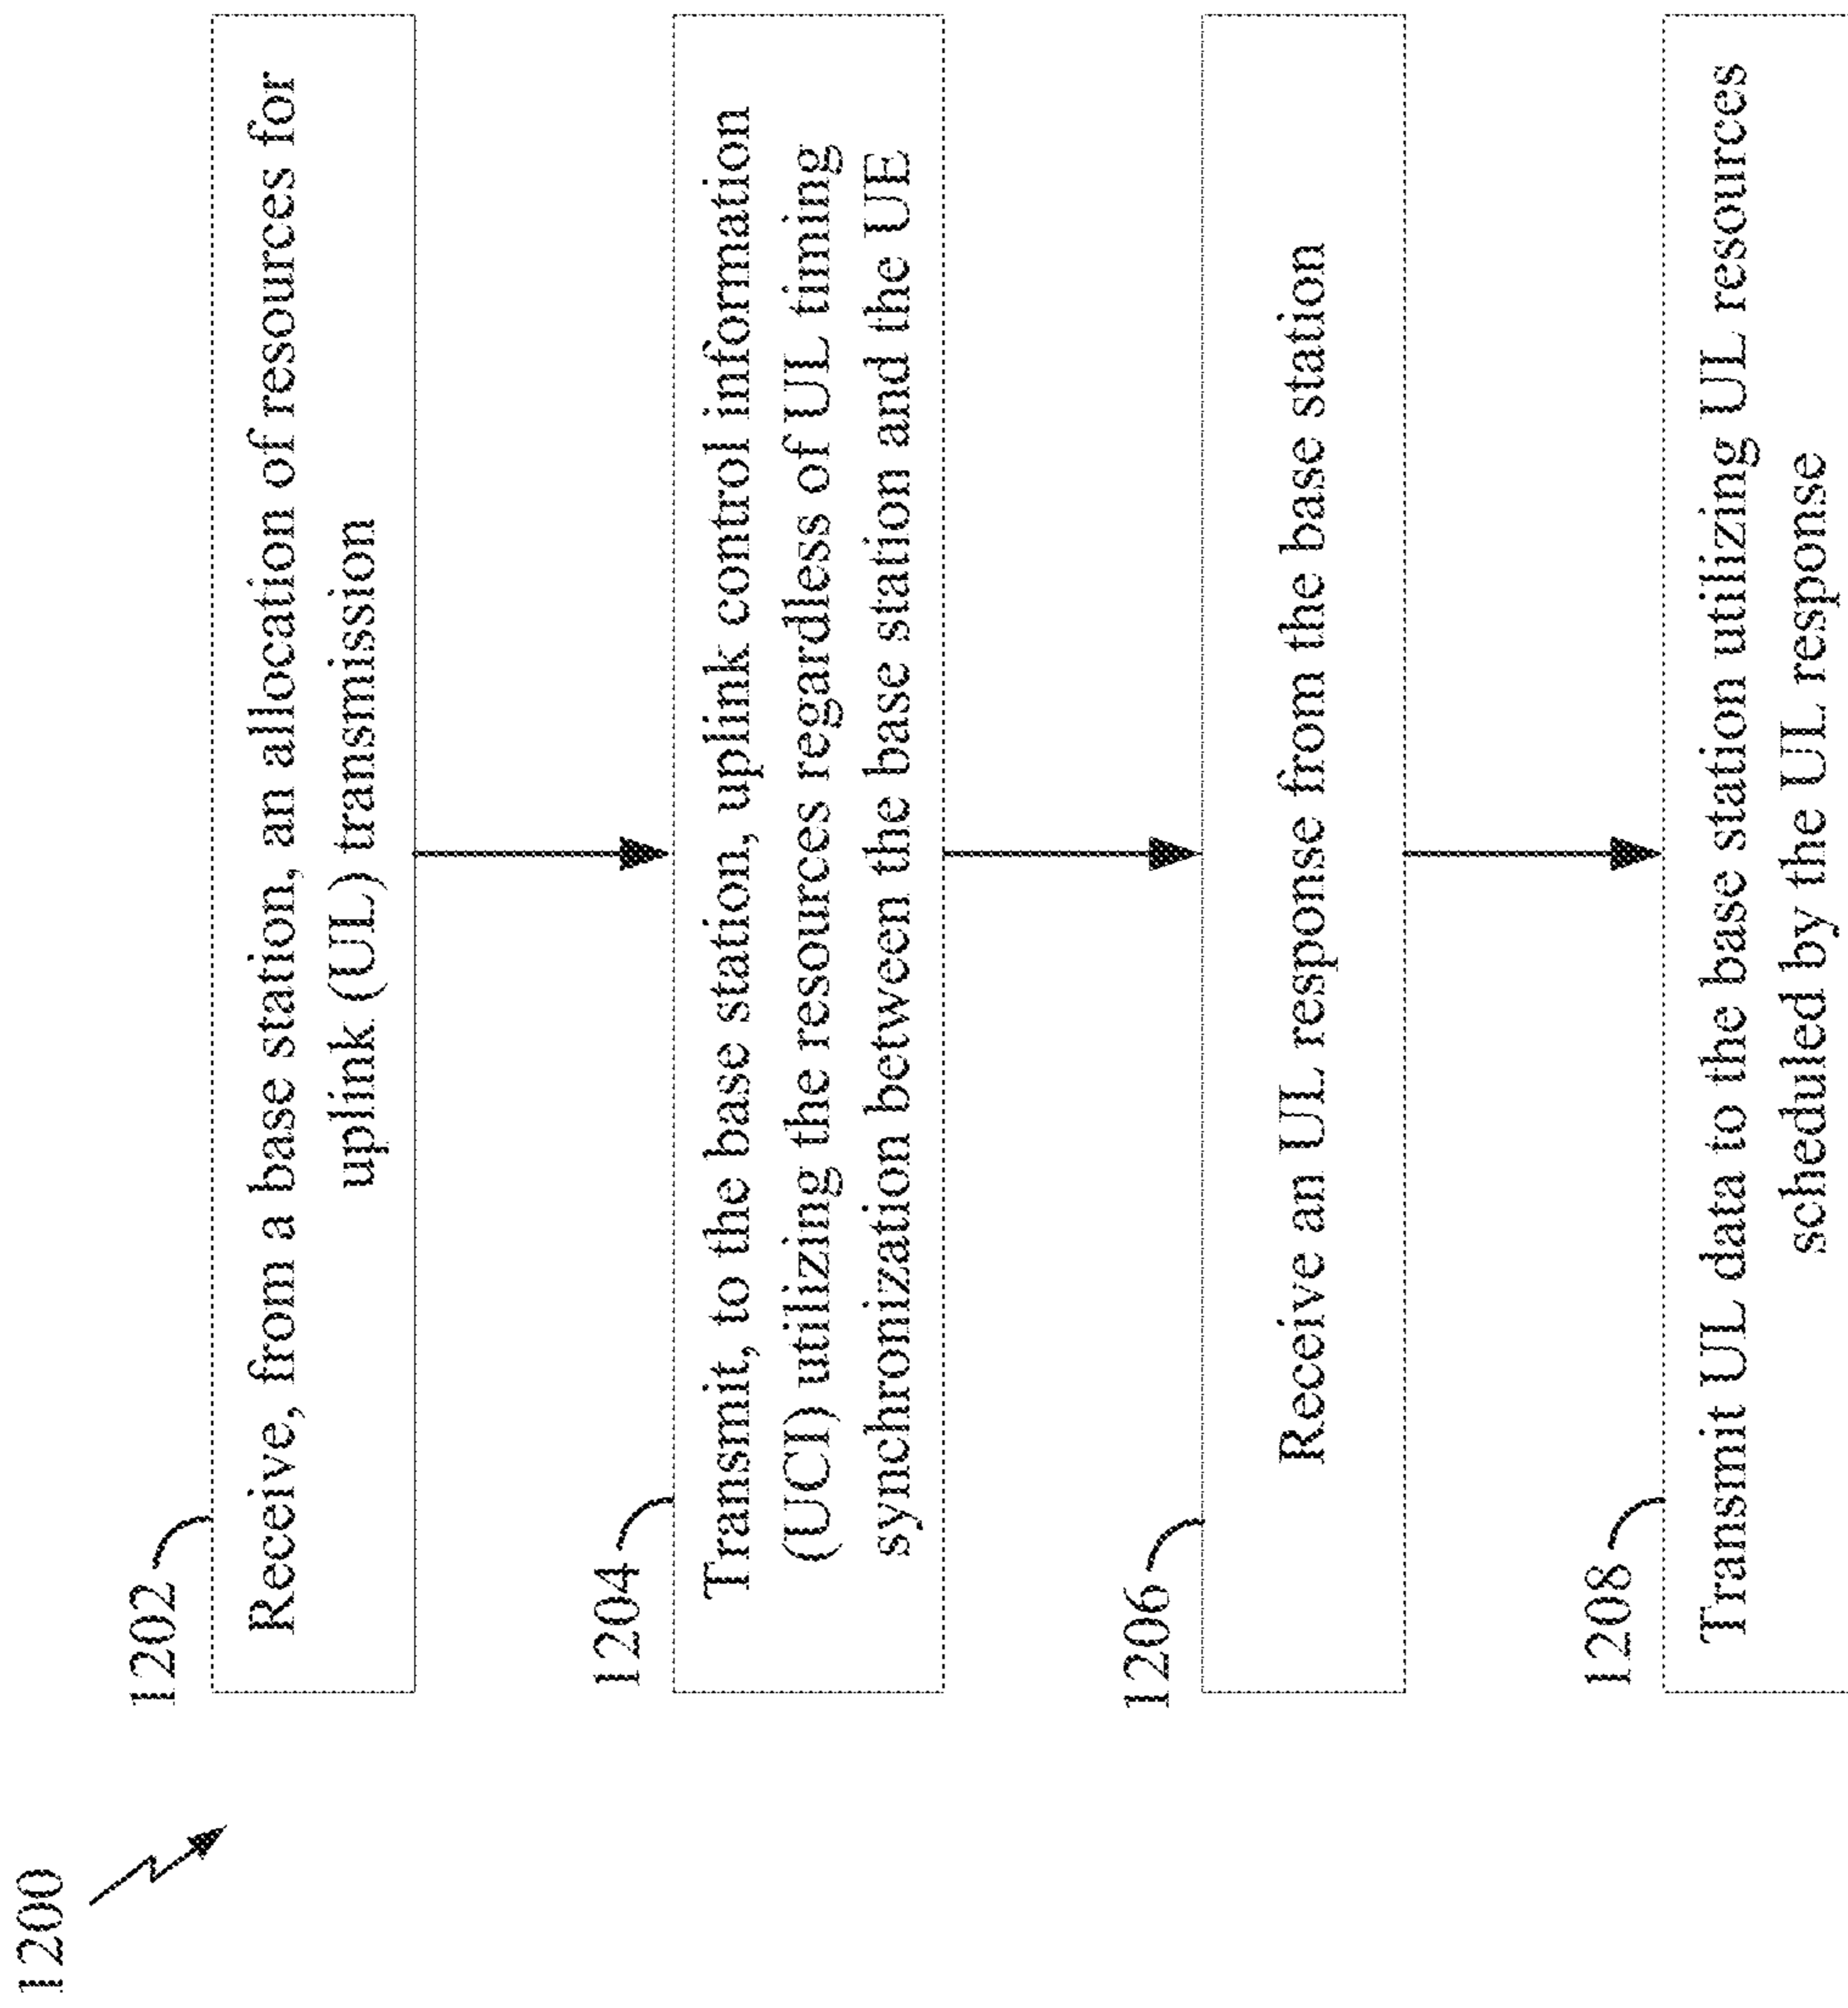 1200
1202
Receive, from a base station, an allocation of resources for
uplink (UL) transmission
1204
Transmit, to the base station, uplink control information
(UCI) utilizing the resources regardless of UL timing
synchronization between the base station and the UE
1206
Receive an UL response from the base station
1208
Transmit UL data to the base station utilizing UL resources
scheduled by the UL response